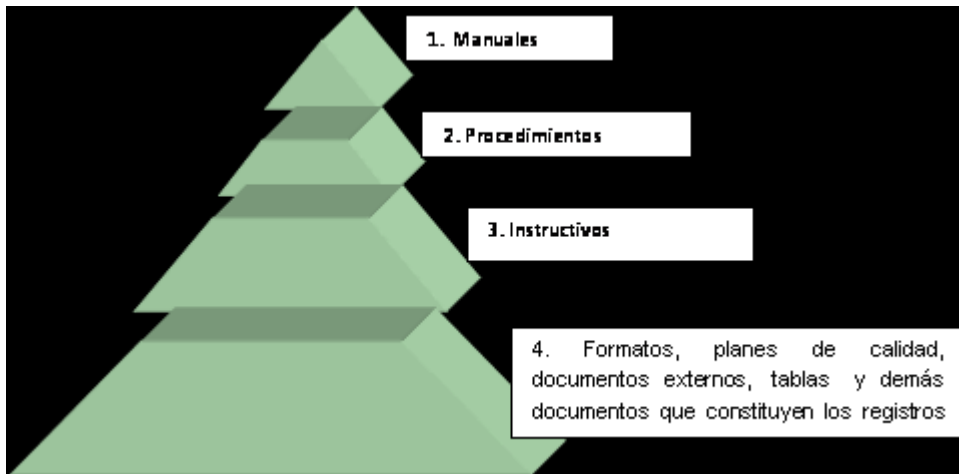 1. Manuales
2. Procedimientos
3. Instructivos
4. Formatos, planes de calidad,
documentos externos, tablas y demás
documentos que constituyen los registros